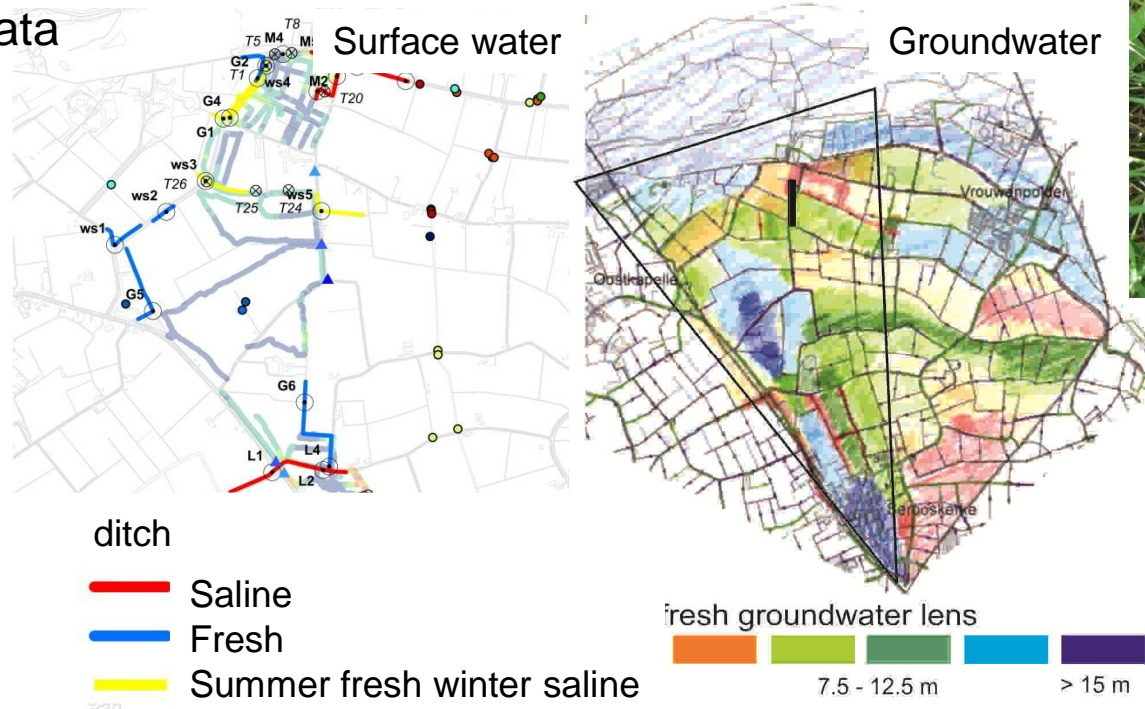 ata
Surface water
Groundwater
T8
T5 M4
G2
T1 ws4
M2
T20
G4
G1
ws3
T26
ws2
T25 T24 ws5
ws1
G5
G6
L1 L4
L2
Vrouwenpolder
Oostkapelle
Serooskerke
ditch
Saline
Fresh
Summer fresh winter saline
fresh groundwater lens
7.5 - 12.5 m > 15 m